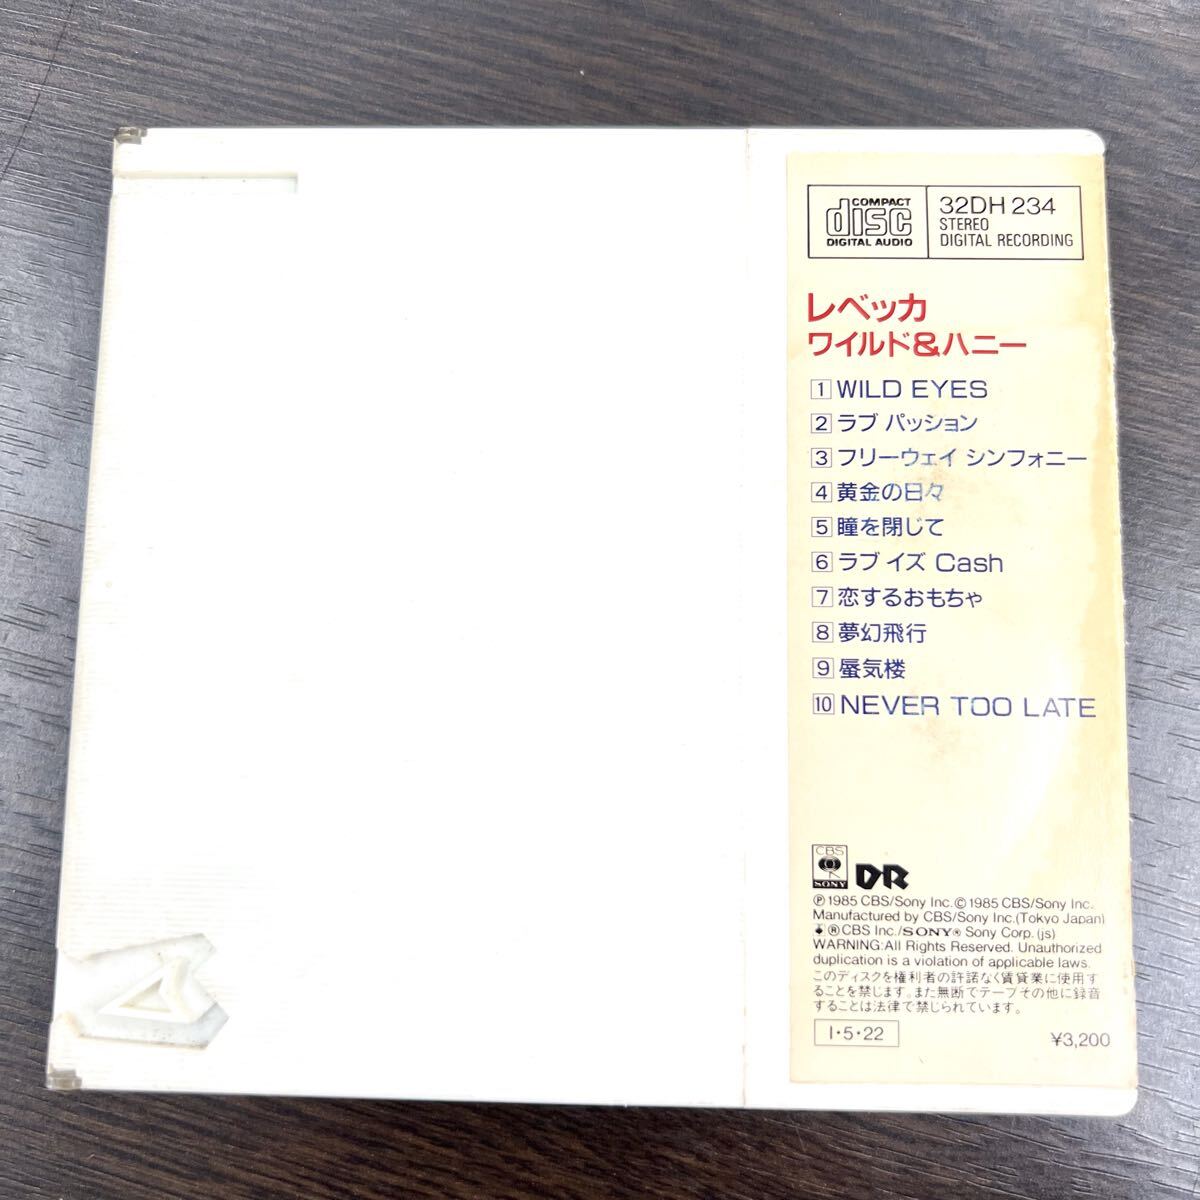 COMPACT
disc
DIGITAL AUDIO
32DH 234
STEREO
DIGITAL RECORDING
レベッカ
ワイルド&ハニー
1 WILD EYES
2 ラブ パッション
3 フリーウェイ シンフォニー
4 黄金の日々
5 瞳を閉じて
6 ラブ イズ Cash
7 恋するおもちゃ
8 夢幻飛行
9 蜃気楼
10 NEVER TOO LATE
CBS
SONY
DR
℗1985 CBS/Sony Inc.©1985 CBS/Sony Inc.
Manufactured by CBS/Sony Inc.(Tokyo Japan)
®CBS Inc./SONY® Sony Corp.(js)
WARNING:All Rights Reserved. Unauthorized
duplication is a violation of applicable laws.
このディスクを権利者の許諾なく賃貸業に使用す
ることを禁じます。また無断でテープその他に録音
することは法律で禁じられています。
I・5・22
¥3,200